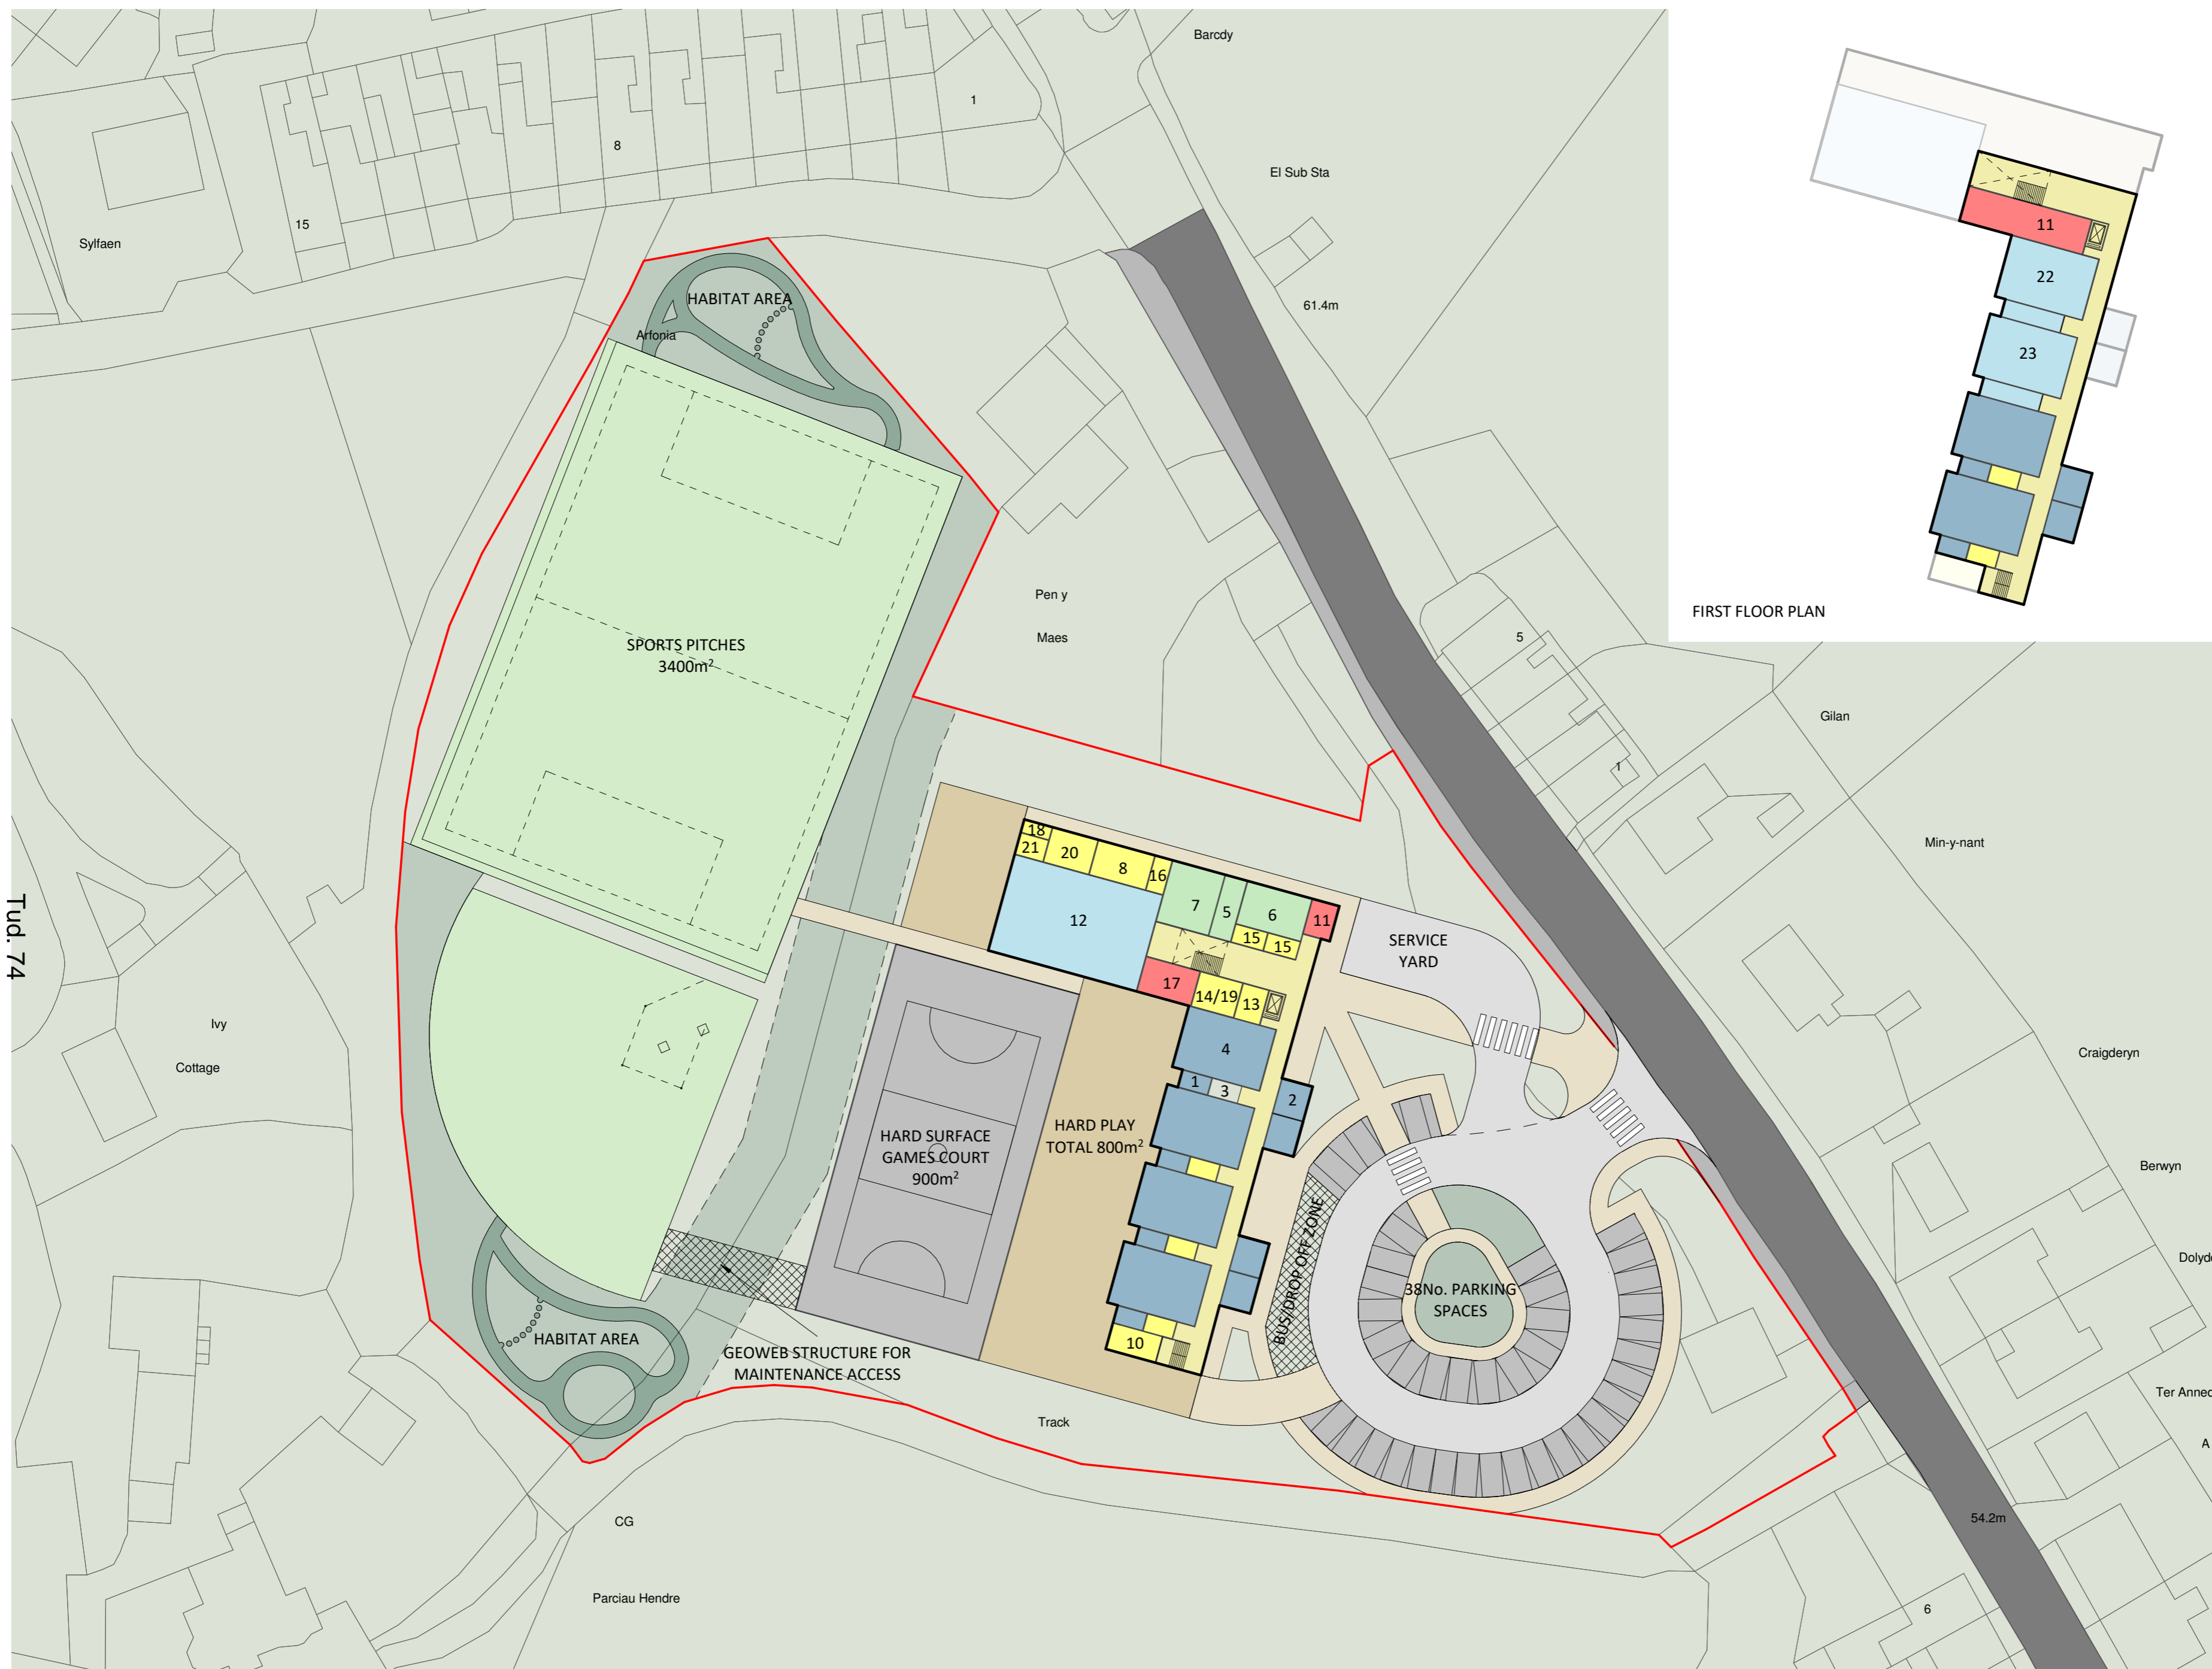 Barcdy
1
8
15
Sylfaen
El Sub Sta
61.4m
11
22
23
FIRST FLOOR PLAN
HABITAT AREA
Arfonia
Pen y
Maes
SPORTS PITCHES
3400m²
5
1
Gilan
Min-y-nant
Craigderyn
Berwyn
18
21
20
8
16
7
5
6
11
15
15
12
17
14/19
13
SERVICE
YARD
4
1
3
2
HARD SURFACE
GAMES COURT
900m²
HARD PLAY
TOTAL 800m²
BUS/DROP OFF ZONE
38No. PARKING
SPACES
10
Tud. 74
Ivy
Cottage
HABITAT AREA
GEOWEB STRUCTURE FOR
MAINTENANCE ACCESS
Track
CG
Parciau Hendre
54.2m
6
A